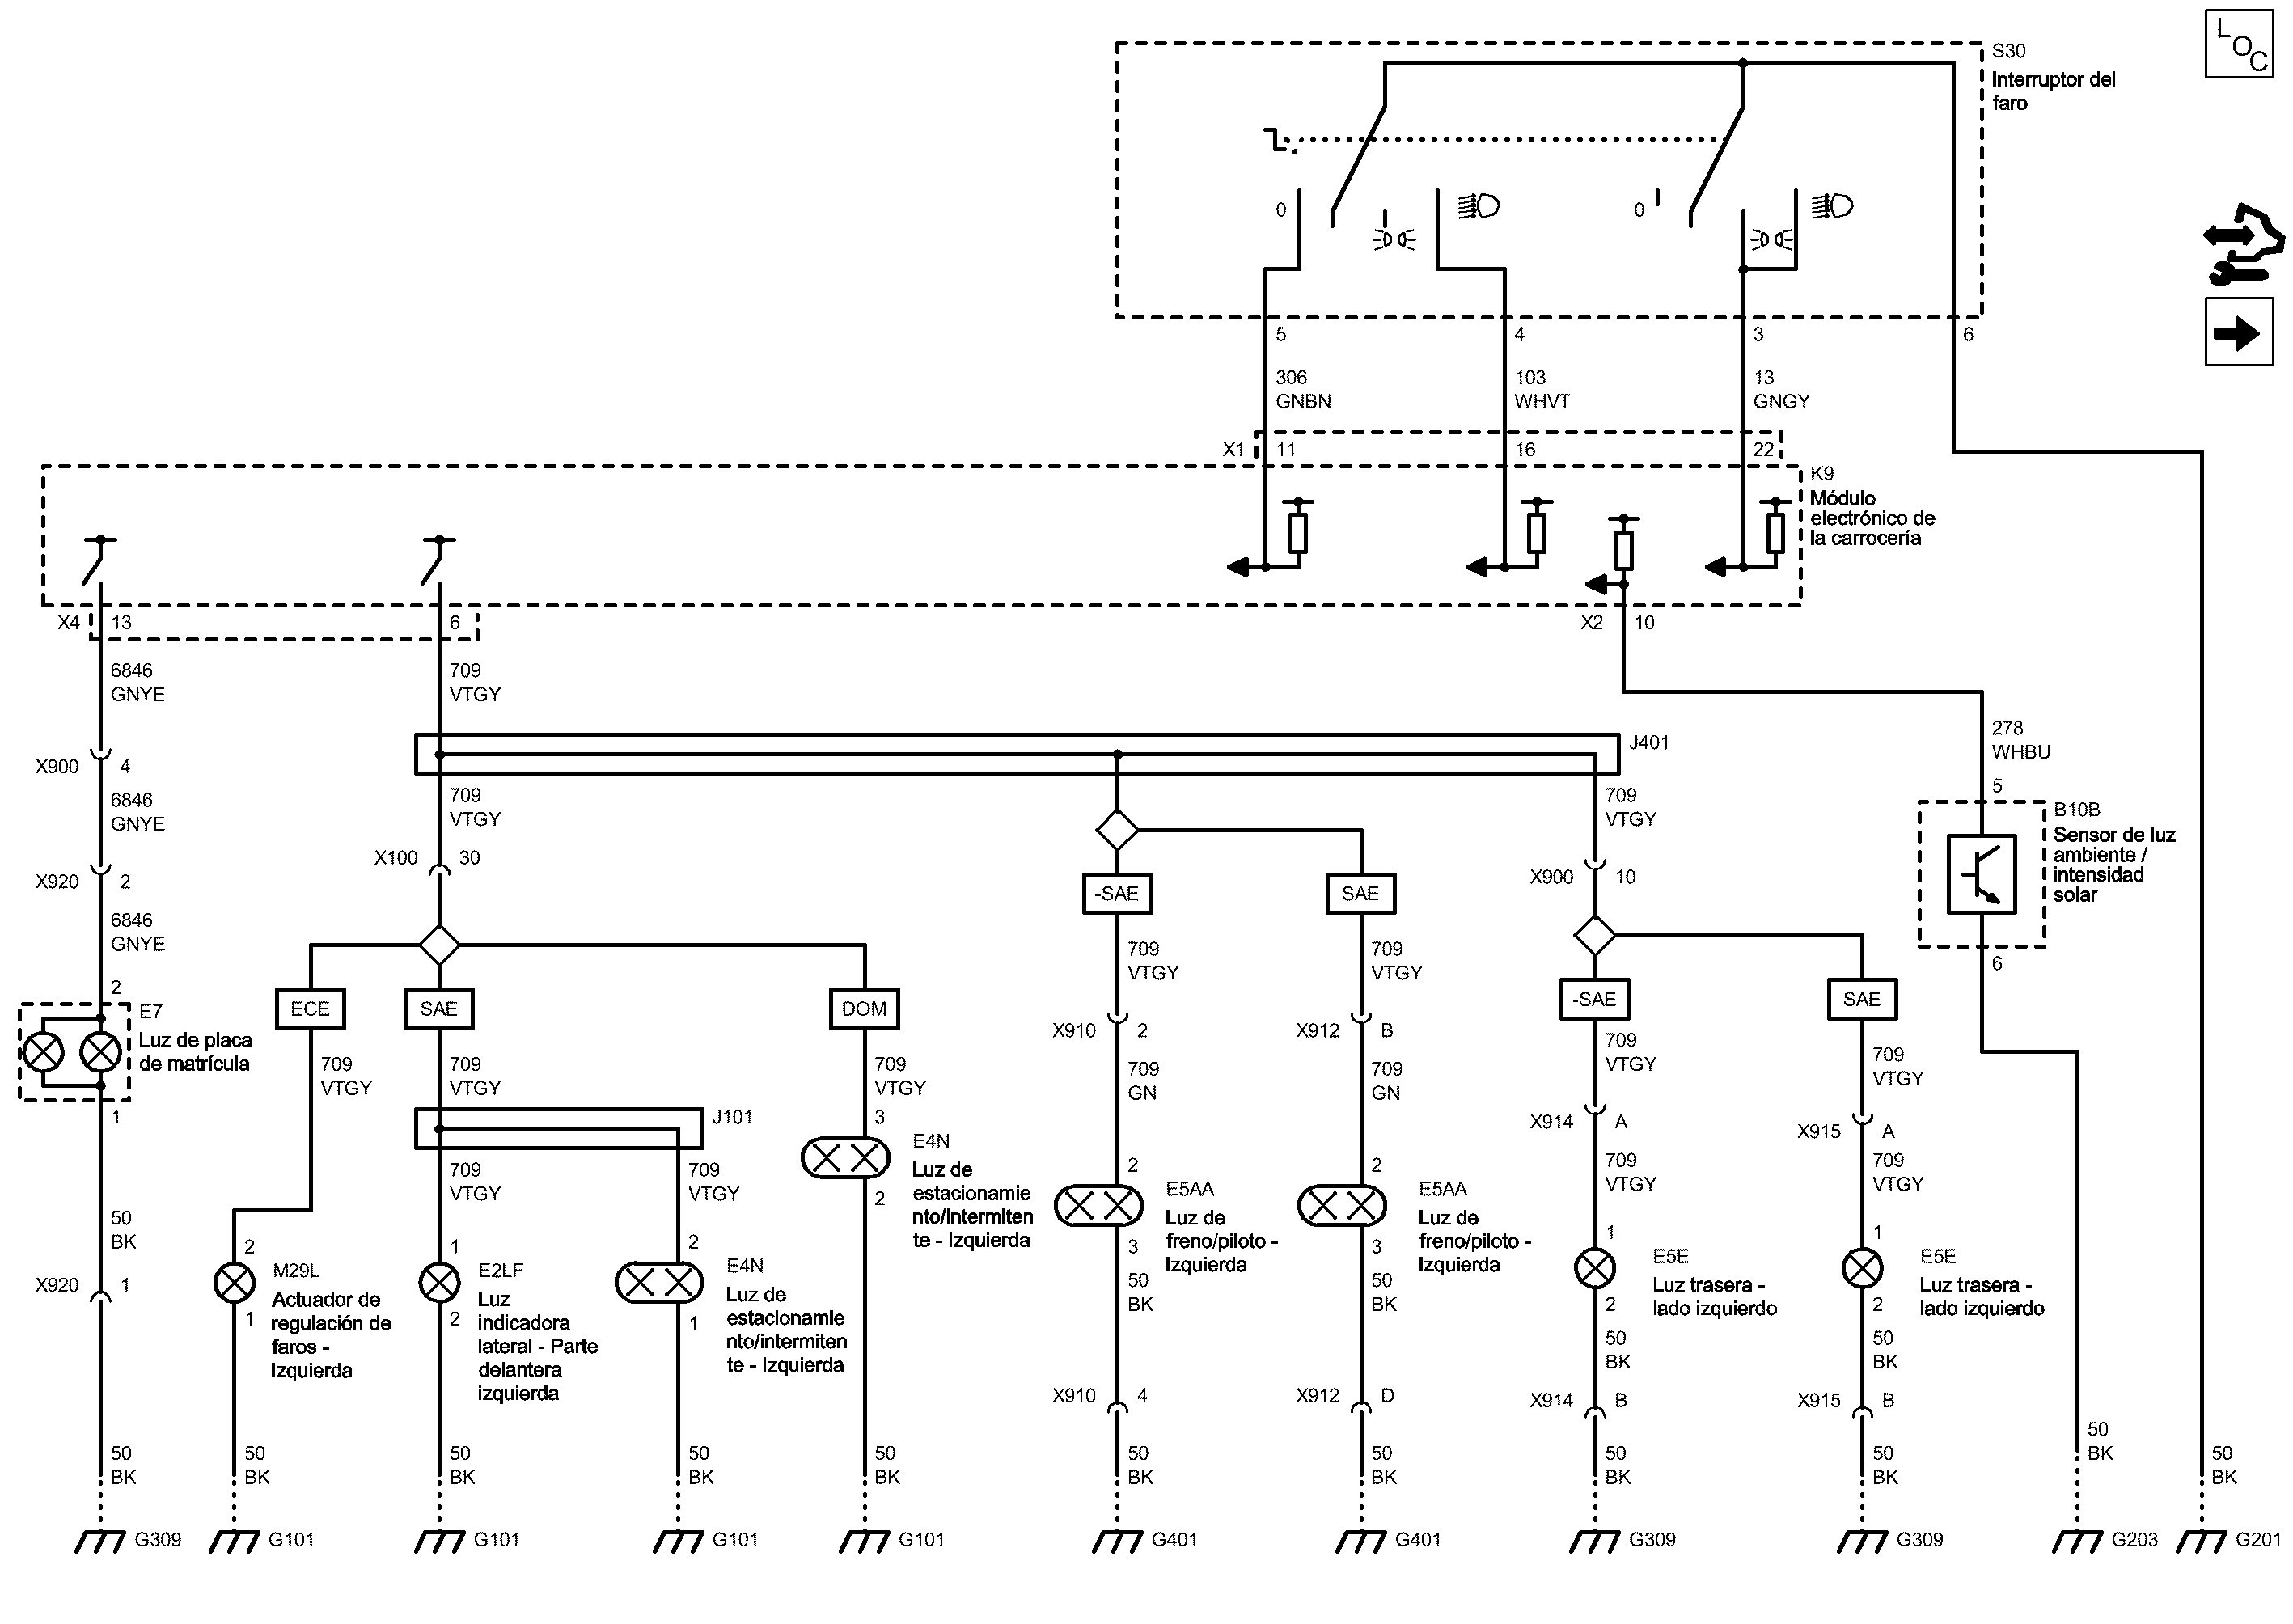 LOC
S30
Interruptor del
faro
0
0
5
4
3
6
306
GNBN
103
WHVT
13
GNGY
X1
11
16
22
K9
Módulo
electrónico de
la carrocería
X4
13
6
X2
10
6846
GNYE
709
VTGY
278
WHBU
J401
X900
4
5
6846
GNYE
709
VTGY
709
VTGY
B10B
Sensor de luz
ambiente /
intensidad
solar
X100
30
X900
10
X920
2
-SAE
SAE
6846
GNYE
709
VTGY
709
VTGY
6
2
ECE
SAE
DOM
-SAE
SAE
E7
Luz de placa
de matrícula
X910
2
X912
B
709
VTGY
709
VTGY
709
VTGY
709
GN
709
GN
709
VTGY
709
VTGY
1
J101
3
X914
A
X915
A
E4N
Luz de
estacionamie
nto/intermiten
te - Izquierda
2
709
VTGY
709
VTGY
2
2
709
VTGY
709
VTGY
E5AA
Luz de
freno/piloto -
Izquierda
E5AA
Luz de
freno/piloto -
Izquierda
50
BK
3
3
1
1
2
1
2
50
BK
50
BK
E5E
Luz trasera -
lado izquierdo
E5E
Luz trasera -
lado izquierdo
X920
1
M29L
Actuador de
regulación de
faros -
Izquierda
E2LF
Luz
indicadora
lateral - Parte
delantera
izquierda
E4N
Luz de
estacionamie
nto/intermiten
te - Izquierda
1
2
1
2
2
50
BK
50
BK
X910
4
X912
D
X914
B
X915
B
50
BK
50
BK
50
BK
50
BK
50
BK
50
BK
50
BK
50
BK
50
BK
50
BK
50
BK
G309
G101
G101
G101
G101
G401
G401
G309
G309
G203
G201